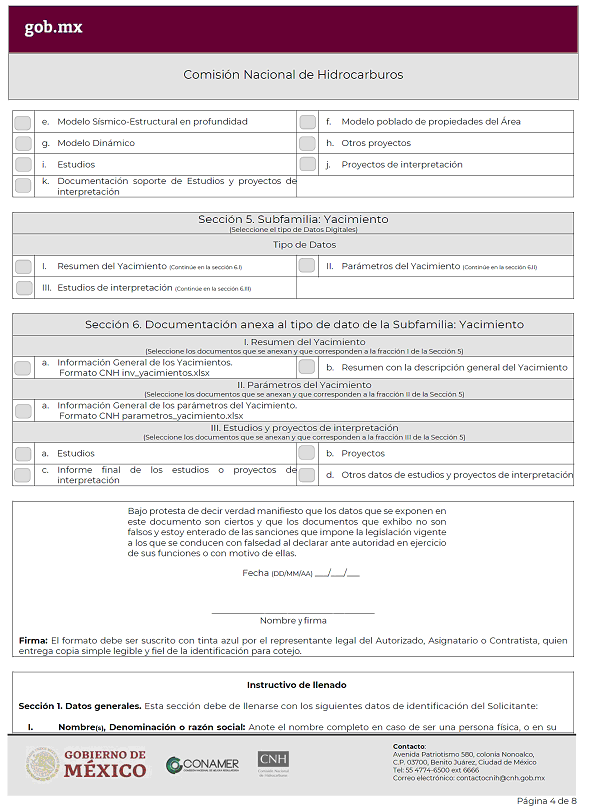 gob.mx
Comisión Nacional de Hidrocarburos
e. Modelo Sísmico-Estructural en profundidad
f. Modelo poblado de propiedades del Área
g. Modelo Dinámico
h. Otros proyectos
i. Estudios
j. Proyectos de interpretación
k. Documentación soporte de Estudios y proyectos de
interpretación
Sección 5. Subfamilia: Yacimiento
(Seleccione el tipo de Datos Digitales)
Tipo de Datos
I. Resumen del Yacimiento (Continúe en la sección 6.I)
II. Parámetros del Yacimiento (Continúe en la sección 6.II)
III. Estudios de interpretación (Continúe en la sección 6.III)
Sección 6. Documentación anexa al tipo de dato de la Subfamilia: Yacimiento
I. Resumen del Yacimiento
(Seleccione los documentos que se anexan y que corresponden a la fracción I de la Sección 5)
a. Información General de los Yacimientos.
Formato CNH inv_yacimientos.xlsx
b. Resumen con la descripción general del Yacimiento
II. Parámetros del Yacimiento
(Seleccione los documentos que se anexan y que corresponden a la fracción II de la Sección 5)
a. Información General de los parámetros del Yacimiento.
Formato CNH parametros_yacimiento.xlsx
III. Estudios y proyectos de interpretación
(Seleccione los documentos que se anexan y que corresponden a la fracción III de la Sección 5)
a. Estudios
b. Proyectos
c. Informe final de los estudios o proyectos de
interpretación
d. Otros datos de estudios y proyectos de interpretación
Bajo protesta de decir verdad manifiesto que los datos que se exponen en
este documento son ciertos y que los documentos que exhibo no son
falsos y estoy enterado de las sanciones que impone la legislación vigente
a los que se conducen con falsedad al declarar ante autoridad en ejercicio
de sus funciones o con motivo de ellas.
Fecha (DD/MM/AA) ___/___/___
Nombre y firma
Firma: El formato debe ser suscrito con tinta azul por el representante legal del Autorizado, Asignatario o Contratista, quien
entrega copia simple legible y fiel de la identificación para cotejo.
Instructivo de llenado
Sección 1. Datos generales. Esta sección debe de llenarse con los siguientes datos de identificación del Solicitante:
I. Nombre(s), Denominación o razón social: Anote el nombre completo en caso de ser una persona física, o en su
GOBIERNO DE
MÉXICO
CONAMER
COMISIÓN NACIONAL DE MEJORA REGULATORIA
CNH
Comisión Nacional
de Hidrocarburos
Contacto:
Avenida Patriotismo 580, colonia Nonoalco,
C.P. 03700, Benito Juárez, Ciudad de México
Tel: 55 4774-6500 ext 6666
Correo electrónico: contactocnih@cnh.gob.mx
Página 4 de 8